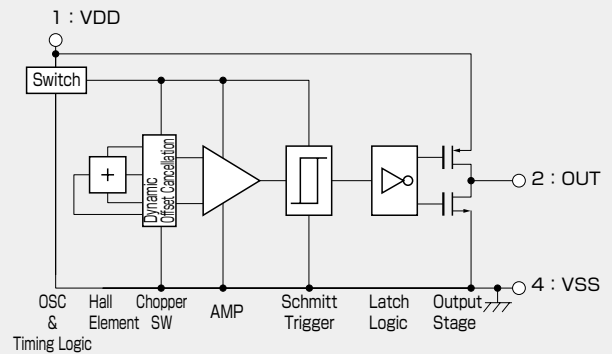 1 : VDD
Switch
Dynamic
Offset Cancellation
+
2 : OUT
4 : VSS
OSC
&
Timing Logic
Hall
Element
Chopper
SW
AMP
Schmitt
Trigger
Latch
Logic
Output
Stage